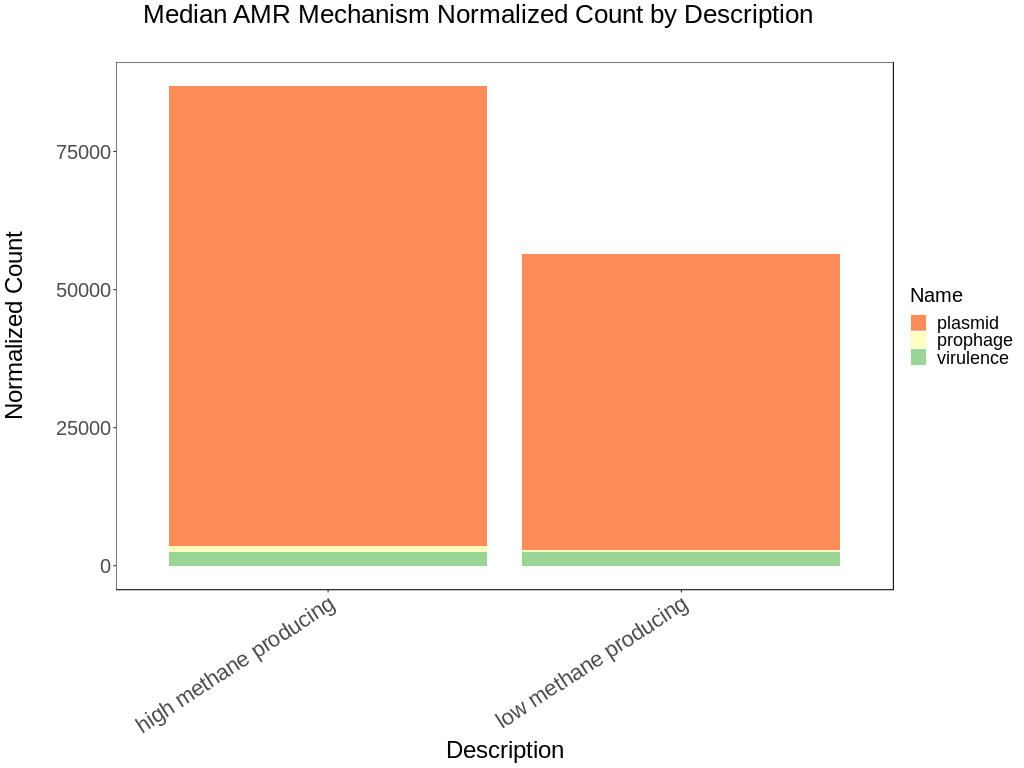 Median AMR Mechanism Normalized Count by Description
Normalized Count
75000
50000
25000
0
high methane producing
low methane producing
Description
Name
plasmid
prophage
virulence